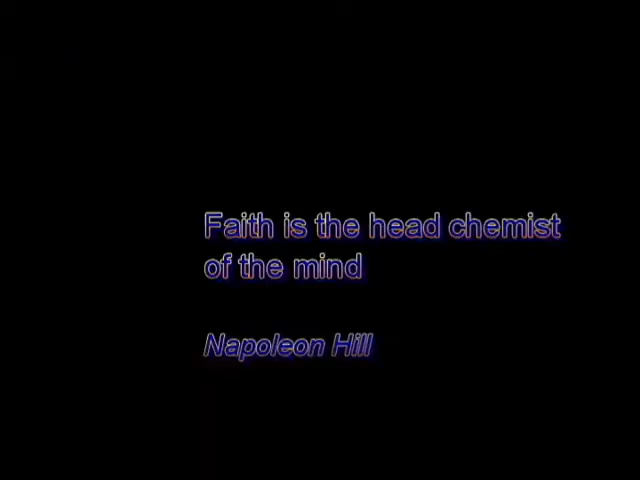 Faith is the head chemist
of the mind
Napoleon Hill